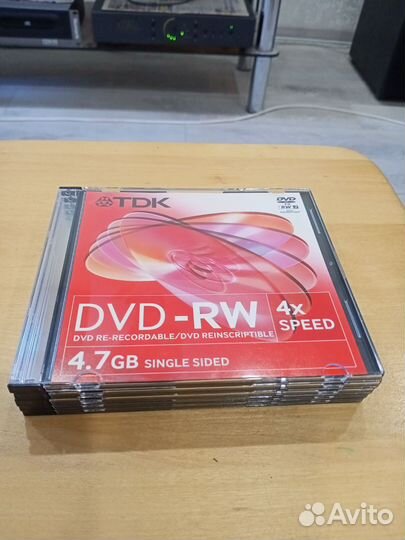 TDK
DVD
RW
DVD-RW
4x
SPEED
DVD RE-RECORDABLE/DVD REINSCRIPTIBLE
4.7GB SINGLE SIDED
Avito